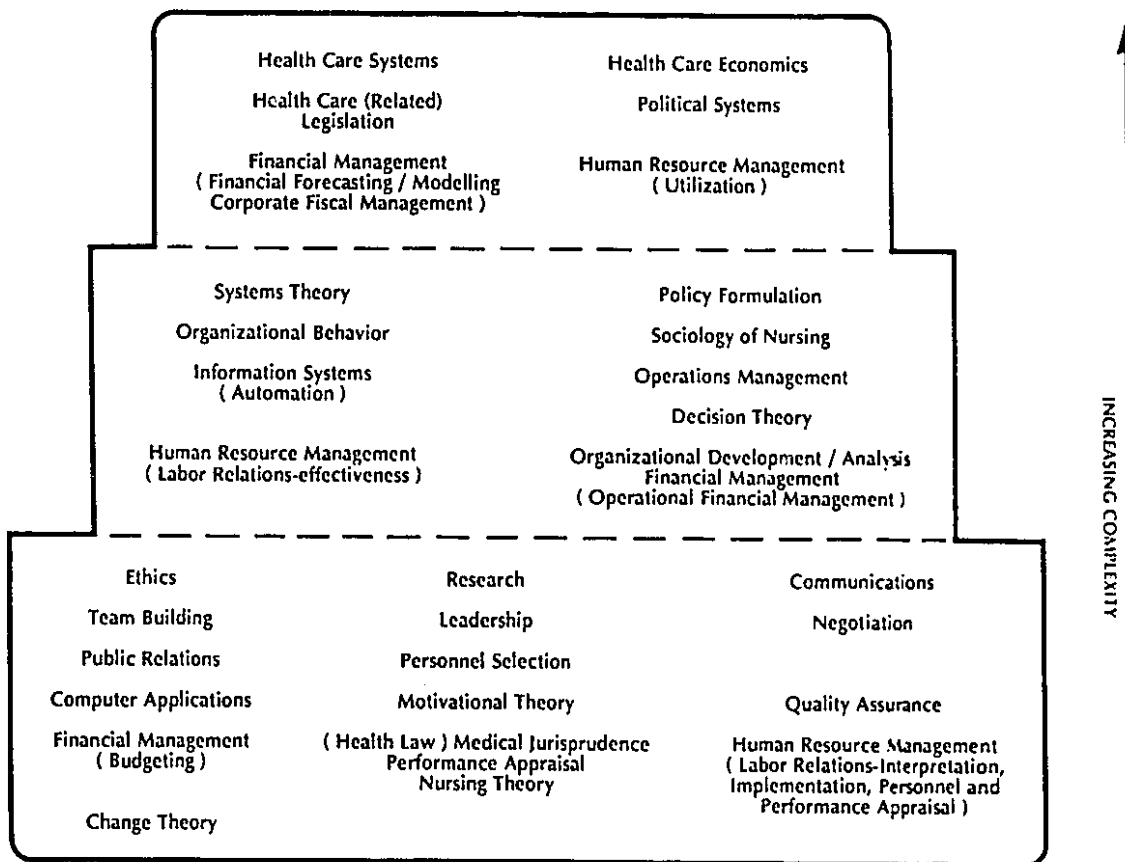 Health Care Systems
Health Care Economics
Health Care (Related)
Legislation
Political Systems
Financial Management
( Financial Forecasting / Modelling
Corporate Fiscal Management )
Human Resource Management
( Utilization )
Systems Theory
Policy Formulation
Organizational Behavior
Sociology of Nursing
Information Systems
( Automation )
Operations Management
Decision Theory
Human Resource Management
( Labor Relations-effectiveness )
Organizational Development / Analysis
Financial Management
( Operational Financial Management )
Ethics
Research
Communications
Team Building
Leadership
Negotiation
Public Relations
Personnel Selection
Computer Applications
Motivational Theory
Quality Assurance
Financial Management
( Budgeting )
( Health Law ) Medical Jurisprudence
Performance Appraisal
Nursing Theory
Human Resource Management
( Labor Relations-Interpretation,
Implementation, Personnel and
Performance Appraisal )
Change Theory
INCREASING COMPLEXITY